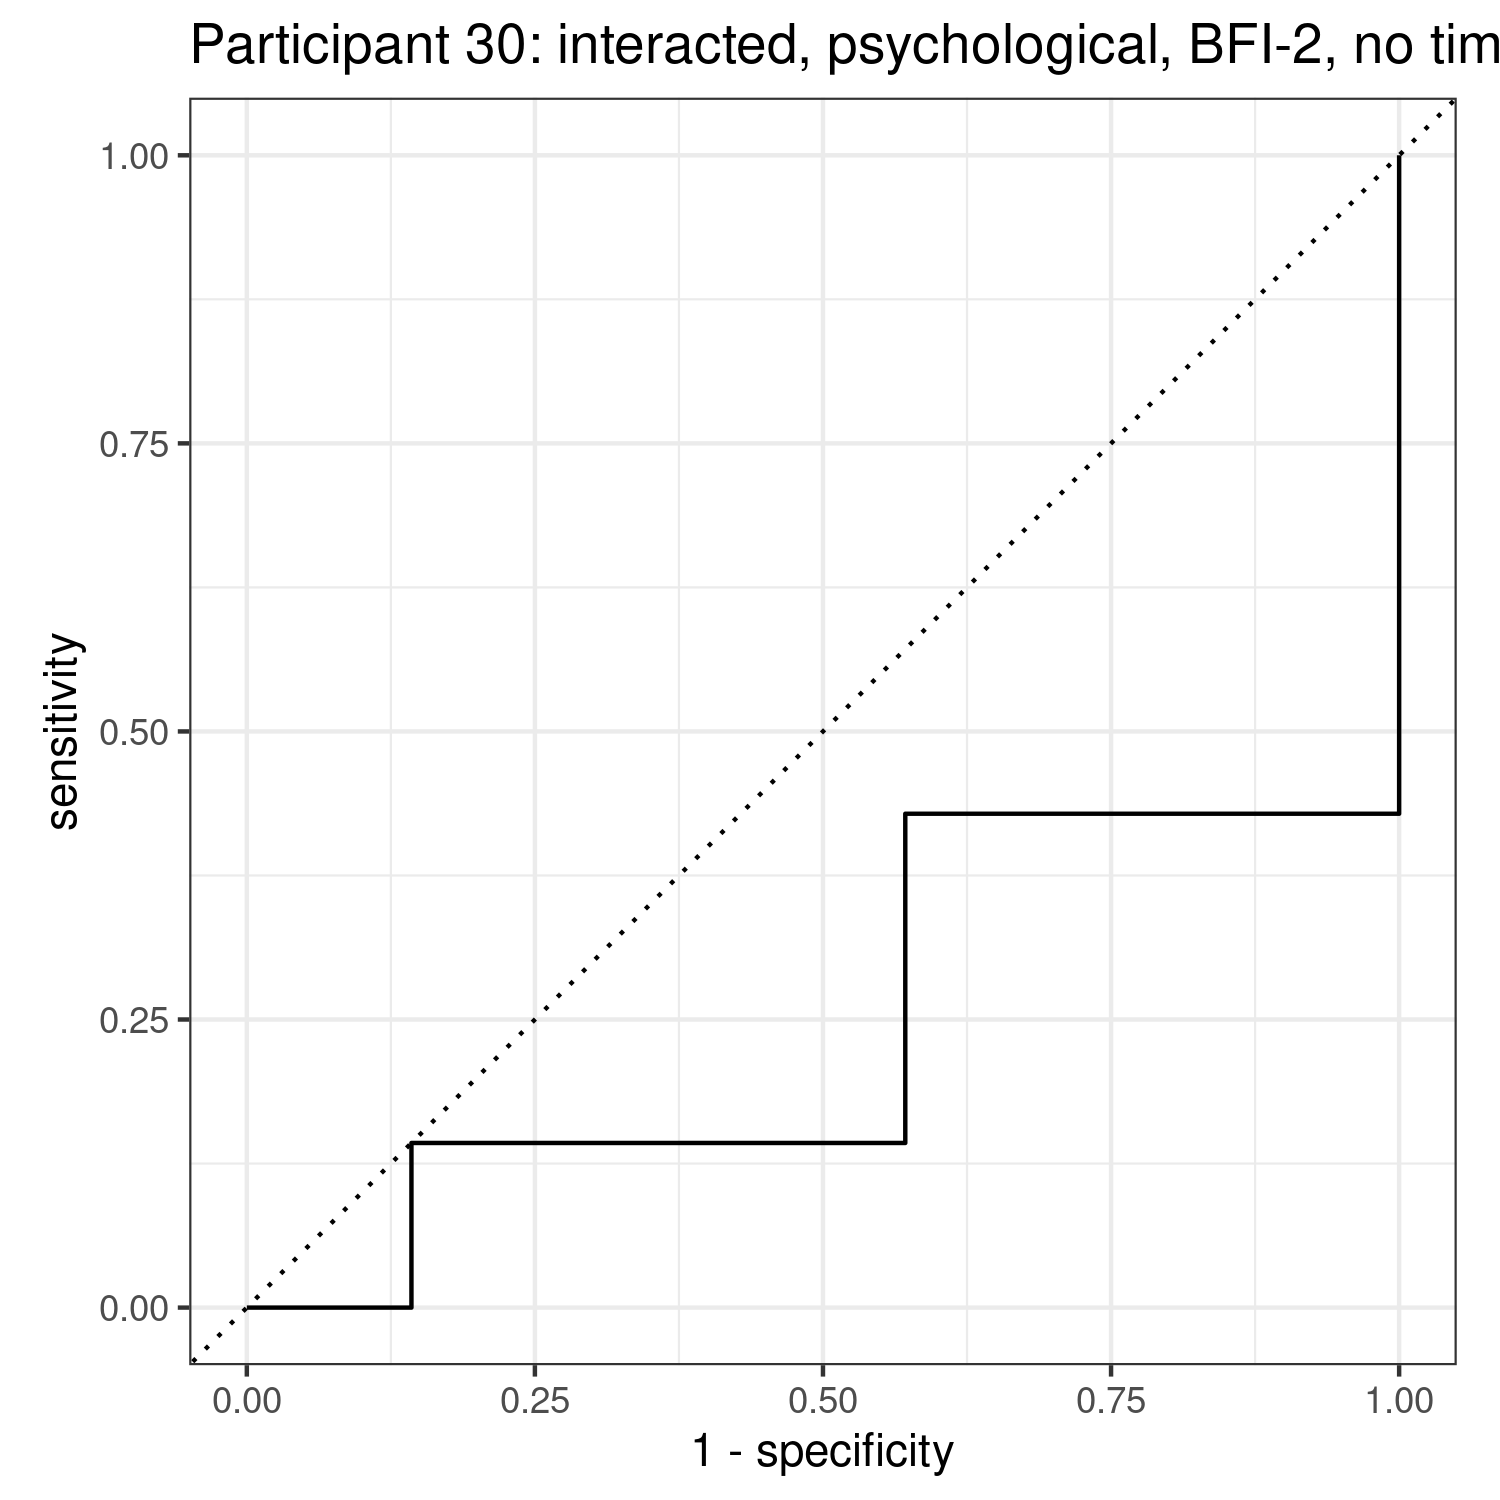 Participant 30: interacted, psychological, BFI-2, no tim
1.00
0.75
0.50
0.25
0.00
sensitivity
0.00 0.25 0.50 0.75 1.00
1 - specificity